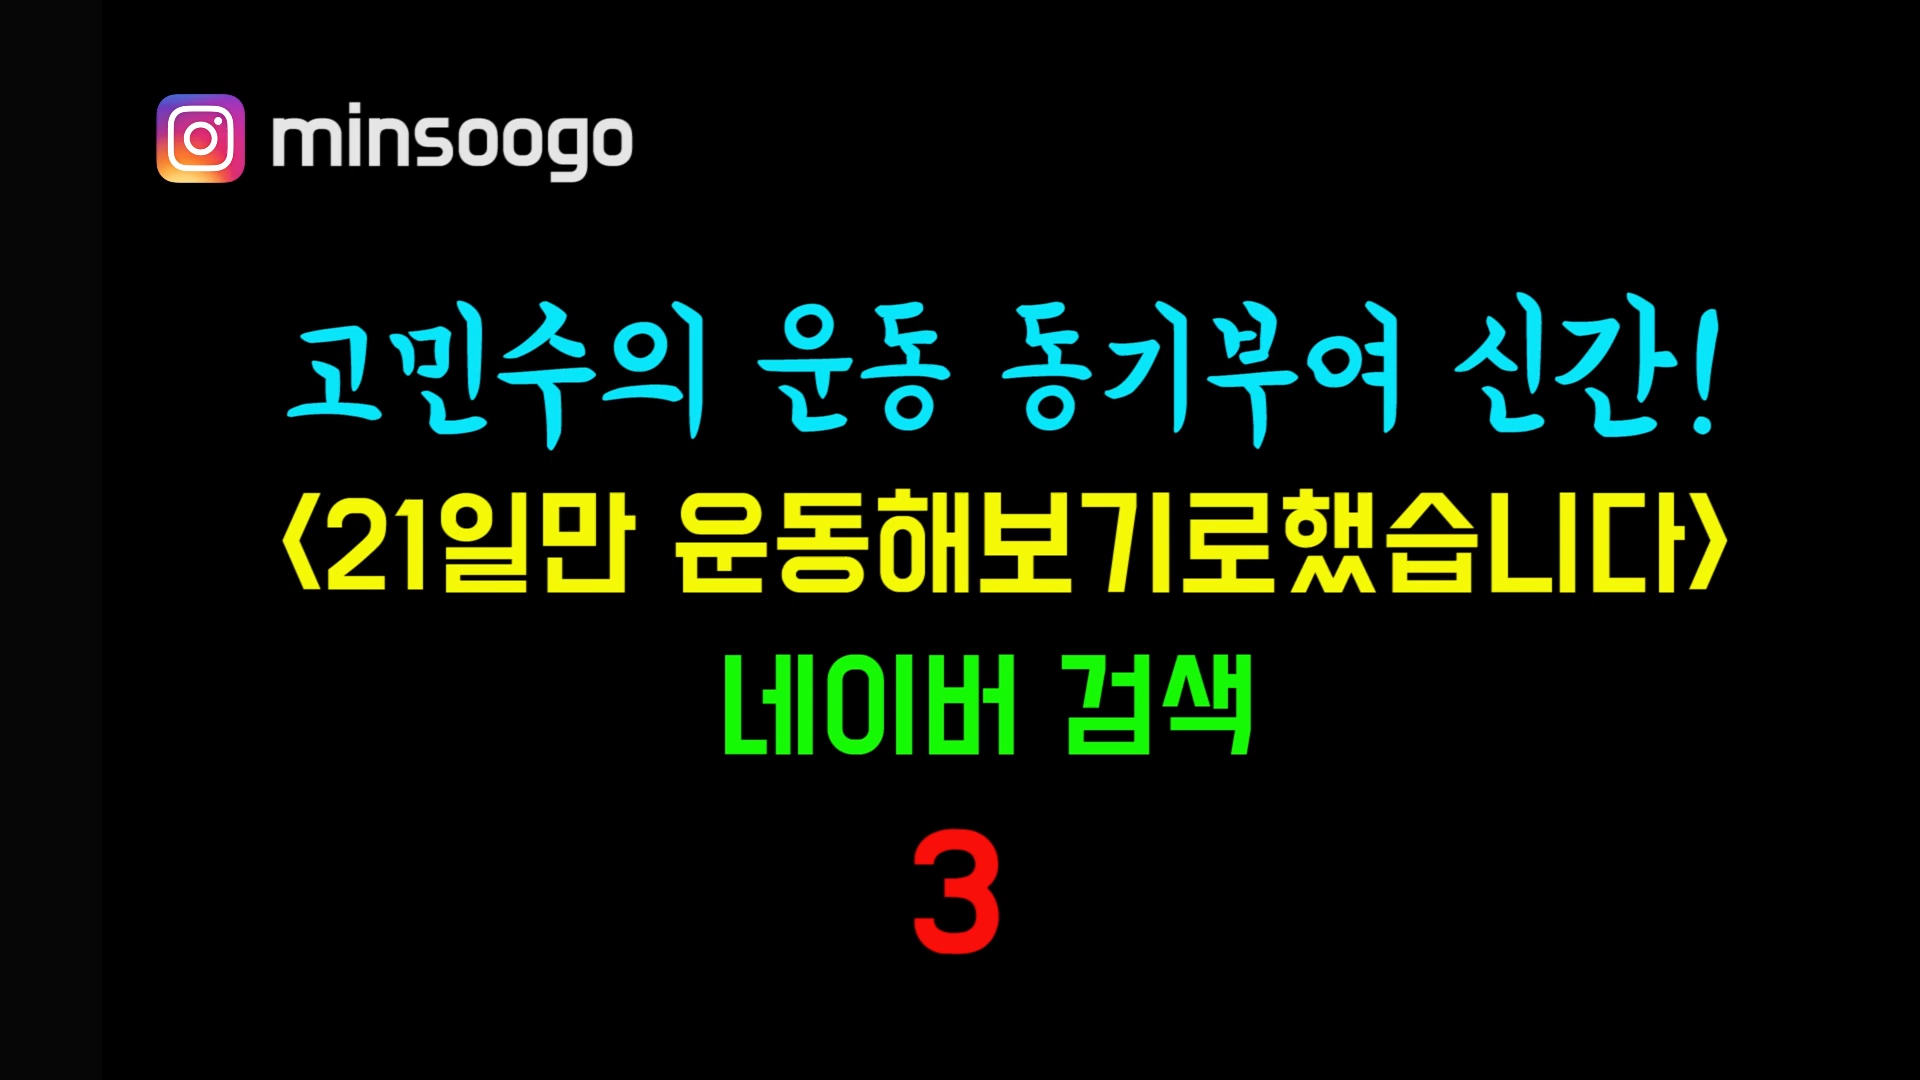 minsoogo
고민수의 운동 동기부여 신간!
<21일만 운동해보기로했습니다>
네이버 검색
3